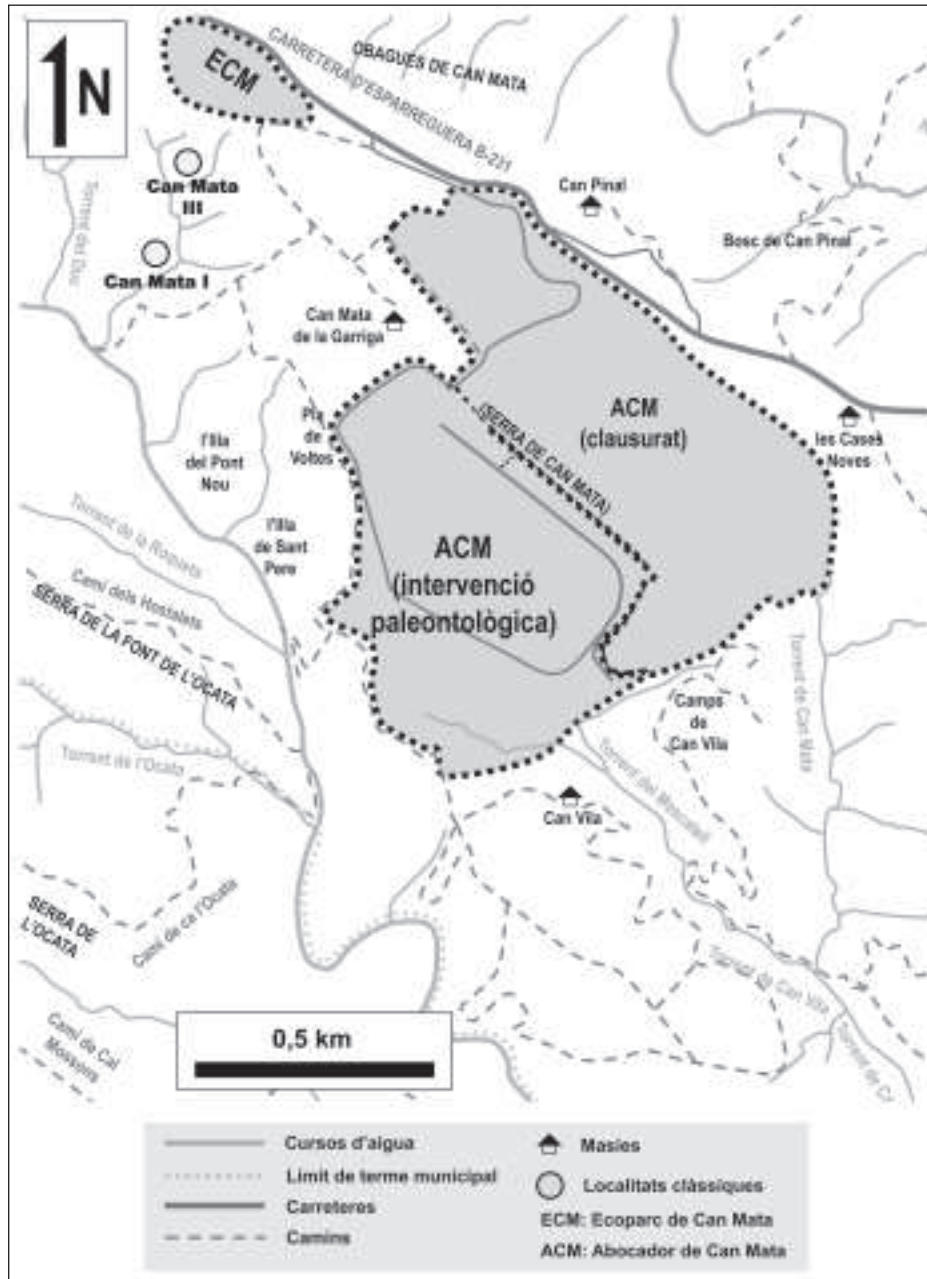 N
ECM
CARRETERA D'ESPARREGUERA B-231
OBAGUES DE CAN MATA
Can Mata
III
Can Mata I
Can Pinal
Bosc de Can Pinal
Can Mata
de la Garriga
Pla
de
Voltes
ACM
(clausurat)
(SERRA DE CAN MATA)
les Cases
Noves
l'Illa
del Pont
Nou
l'Illa
de Sant
Pere
ACM
(intervenció
paleontològica)
Torrent de la Roqueta
Camí dels Hostalets
SERRA DE LA FONT DE L'OCATA
Torrent de l'Ocata
Camps
de
Can Vila
Torrent de Can Mata
Can Vila
SERRA DE
L'OCATA
Camí de ca l'Ocata
Torrent de Can Vila
Torrent de
Camí de Cal
0,5 km
Cursos d'aigua
Límit de terme municipal
Carreteres
Camins
Masies
Localitats clàssiques
ECM: Ecoparc de Can Mata
ACM: Abocador de Can Mata